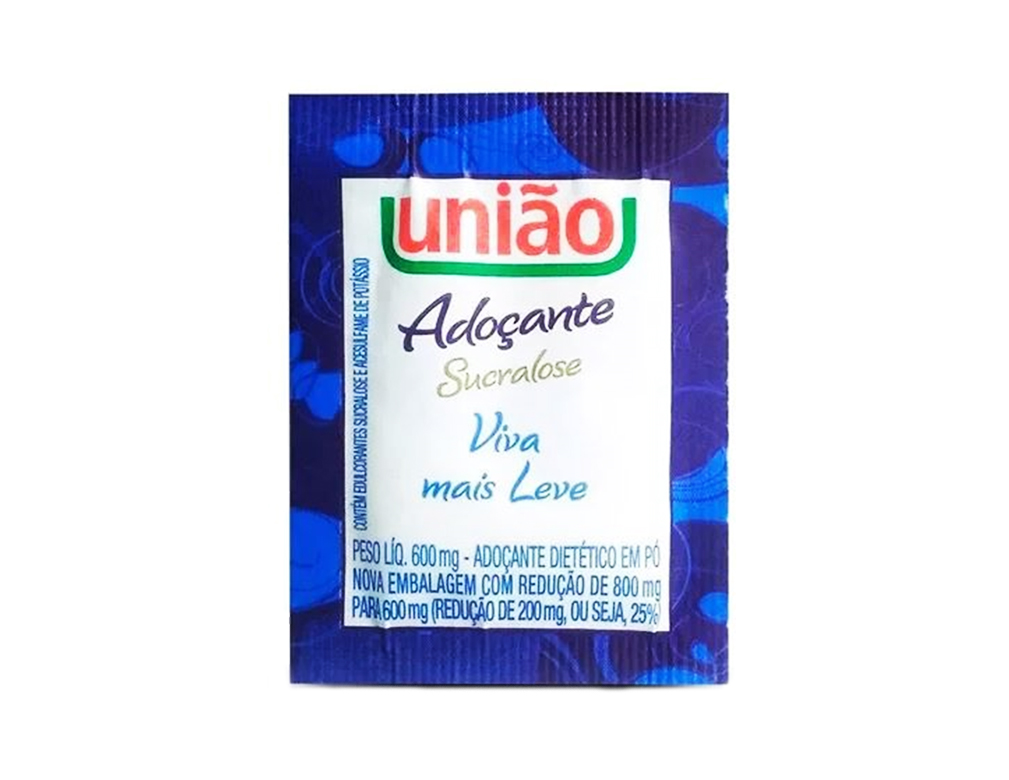 união
Adoçante
Sucralose
Viva
mais Leve
CONTÉM EDULCORANTES SUCRALOSE E ACESULFAME DE POTÁSSIO
PESO LÍQ. 600 mg - ADOÇANTE DIETÉTICO EM PÓ
NOVA EMBALAGEM COM REDUÇÃO DE 800 mg
PARA 600 mg (REDUÇÃO DE 200 mg, OU SEJA, 25%)